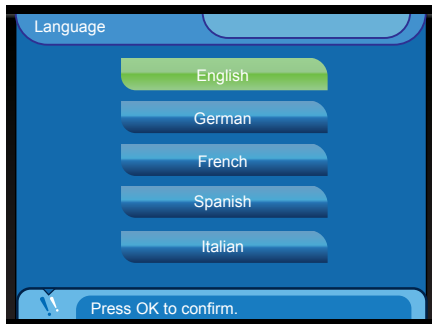 Language
English
German
French
Spanish
Italian
Press OK to confirm.